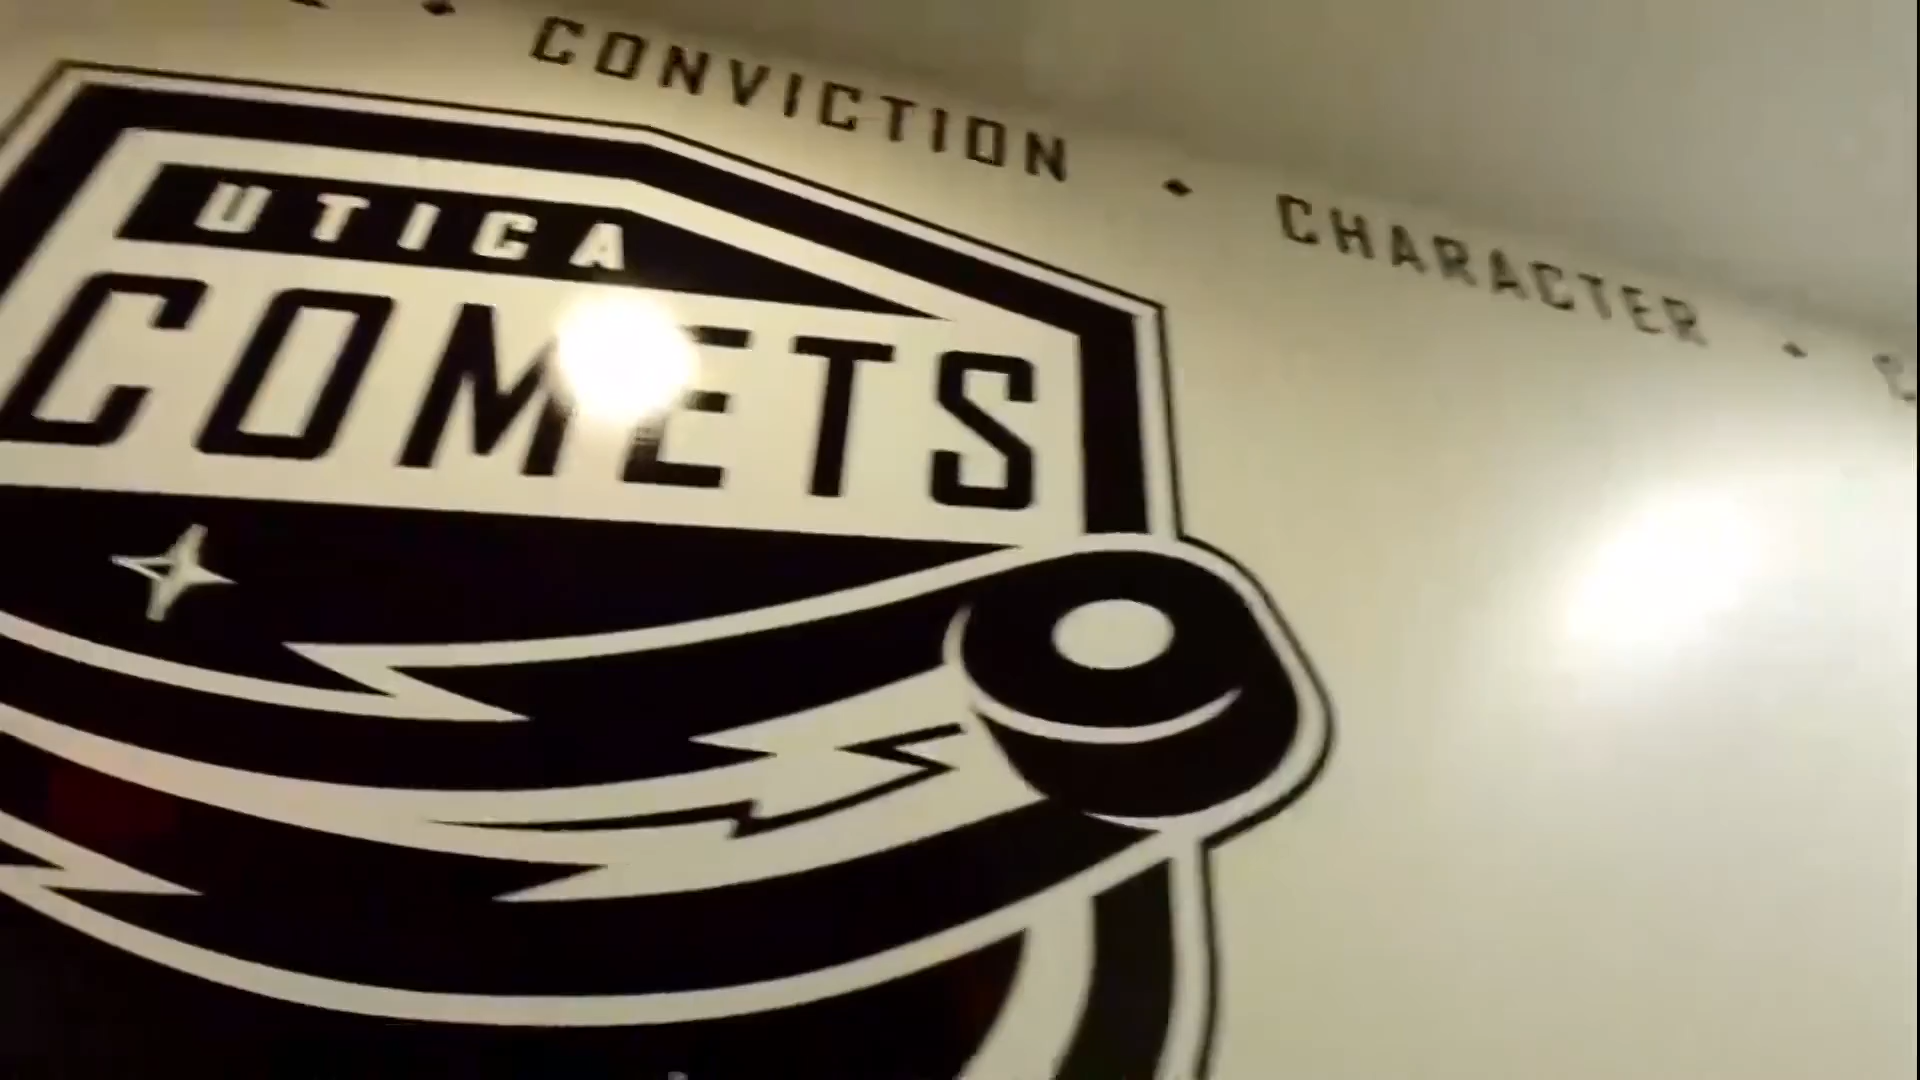 CONVICTION • CHARACTER •
UTICA
COMETS